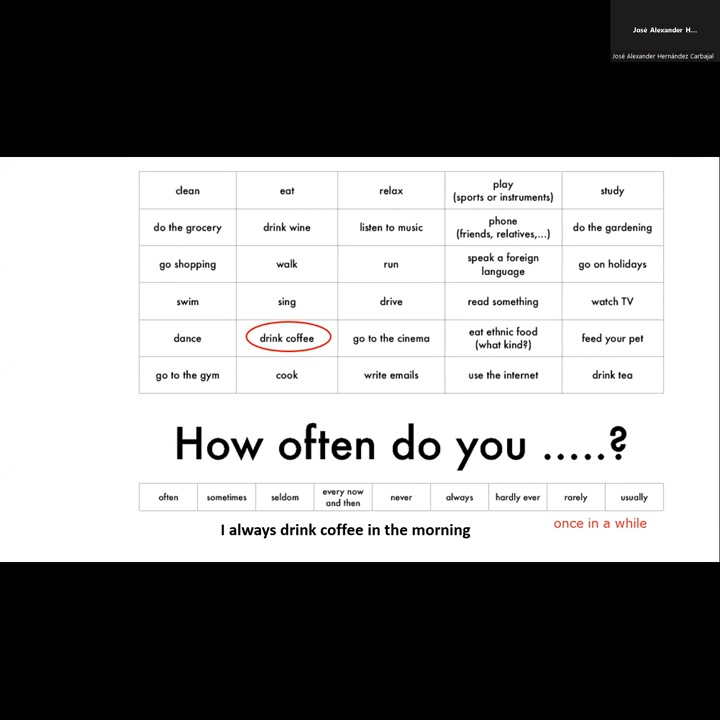 José Alexander H...
José Alexander Hernández Carbajal
clean
eat
relax
play
(sports or instruments)
study
do the grocery
drink wine
listen to music
phone
(friends, relatives,...)
do the gardening
go shopping
walk
run
speak a foreign
language
go on holidays
swim
sing
drive
read something
watch TV
dance
drink coffee
go to the cinema
eat ethnic food
(what kind?)
feed your pet
go to the gym
cook
write emails
use the internet
drink tea
How often do you .....?
often
sometimes
seldom
every now
and then
never
always
hardly ever
rarely
usually
I always drink coffee in the morning
once in a while